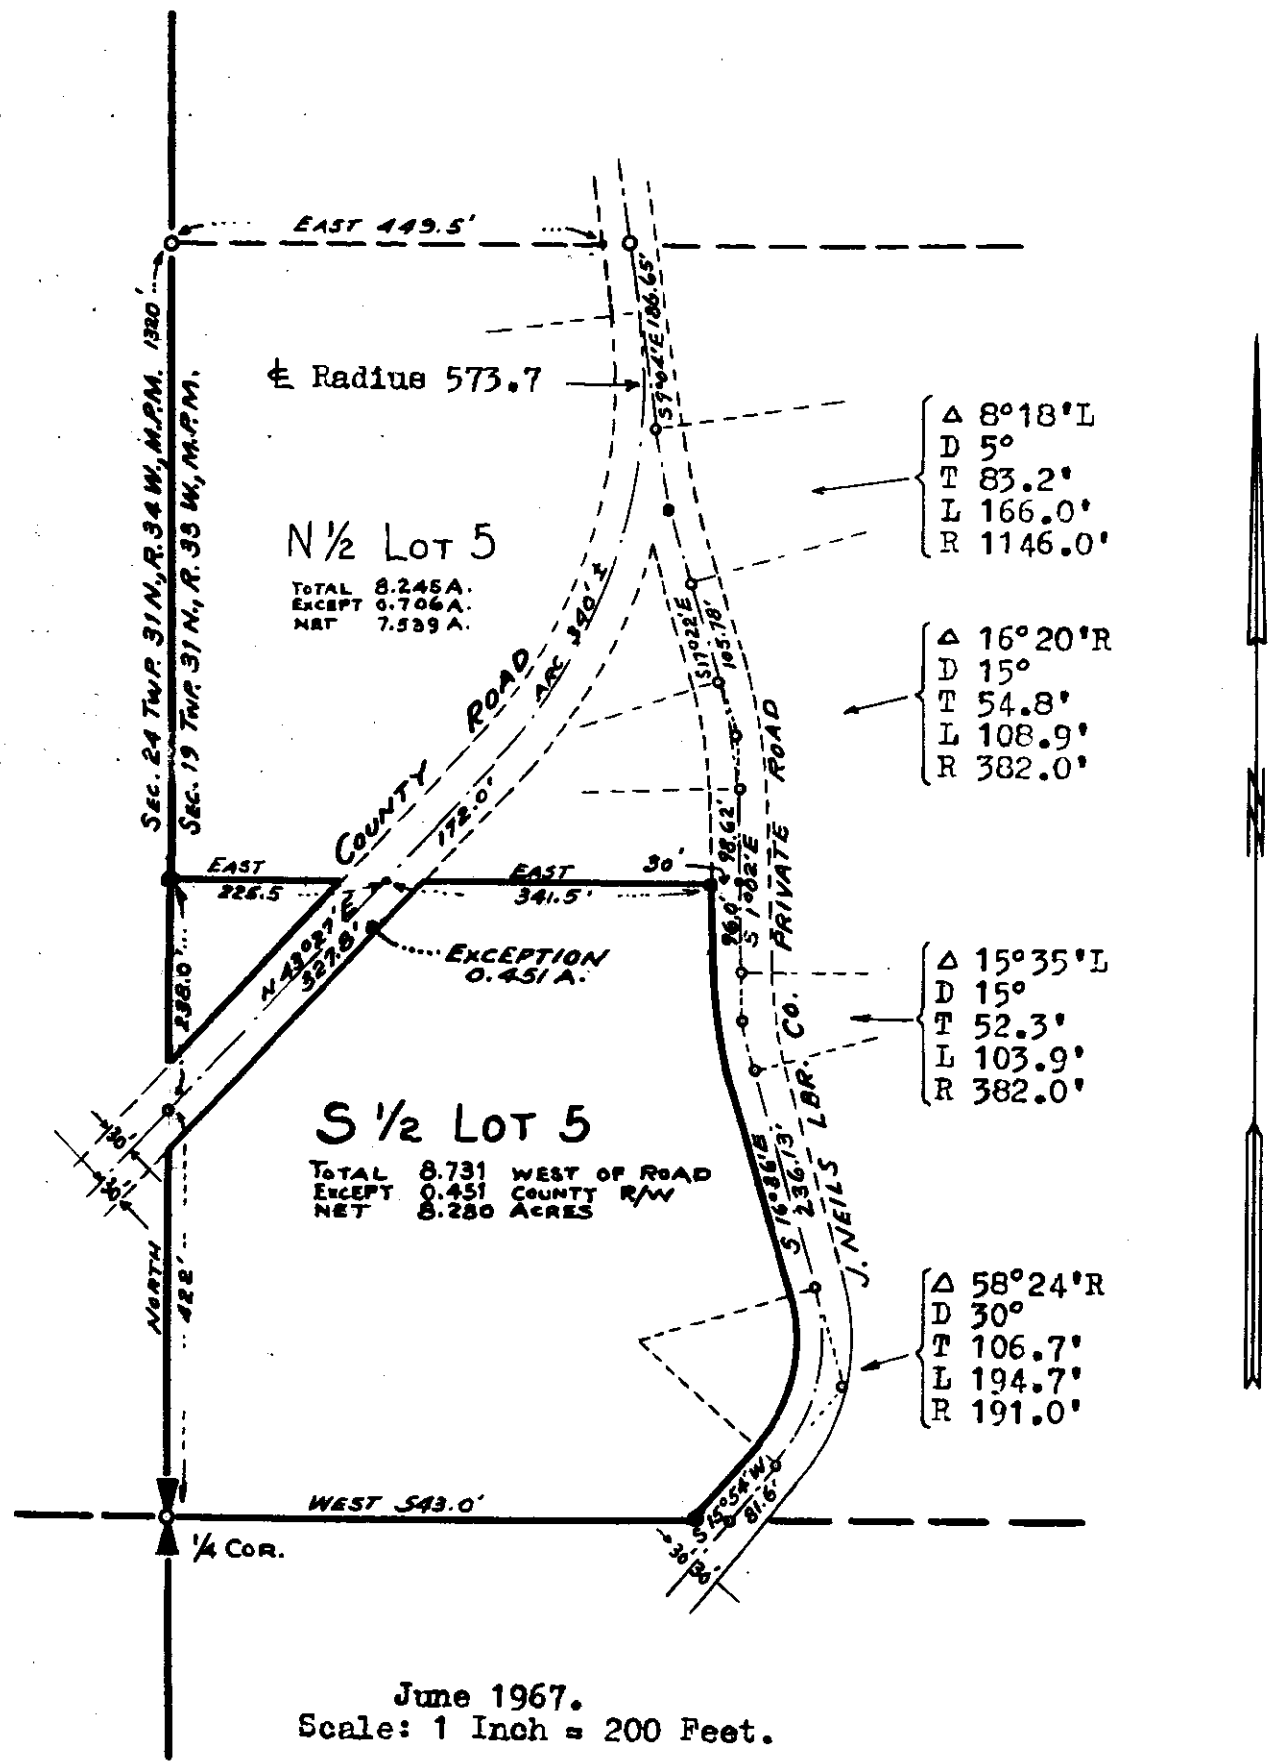 EAST 449.5'
SEC. 24 TWP. 31 N., R. 34 W., M.P.M. 1320'
SEC. 19 TWP. 31 N., R. 33 W., M.P.M.
S 9°04'E 186.65'
℄ Radius 573.7
Δ 8°18'L
D 5°
T 83.2'
L 166.0'
R 1146.0'
N ½ LOT 5
TOTAL 8.245 A.
EXCEPT 0.706 A.
NET 7.539 A.
ARC 340' ±
COUNTY ROAD
172.0'
S17°22'E
105.78'
Δ 16°20'R
D 15°
T 54.8'
L 108.9'
R 382.0'
EAST
225.5
EAST
341.5'
30'
98.62'
96.0'
S 1°02'E
J. NEILS LBR. CO. PRIVATE ROAD
N 43°27' E
327.8'
EXCEPTION
0.451 A.
238.0'
Δ 15°35'L
D 15°
T 52.3'
L 103.9'
R 382.0'
30'
30'
S ½ LOT 5
TOTAL 8.731 WEST OF ROAD
EXCEPT 0.451 COUNTY R/W
NET 8.280 ACRES
S 16°36'E
236.13'
NORTH
422'
Δ 58°24'R
D 30°
T 106.7'
L 194.7'
R 191.0'
N
WEST 543.0'
S 15°54'W
81.6'
30'
30'
¼ COR.
June 1967.
Scale: 1 Inch = 200 Feet.